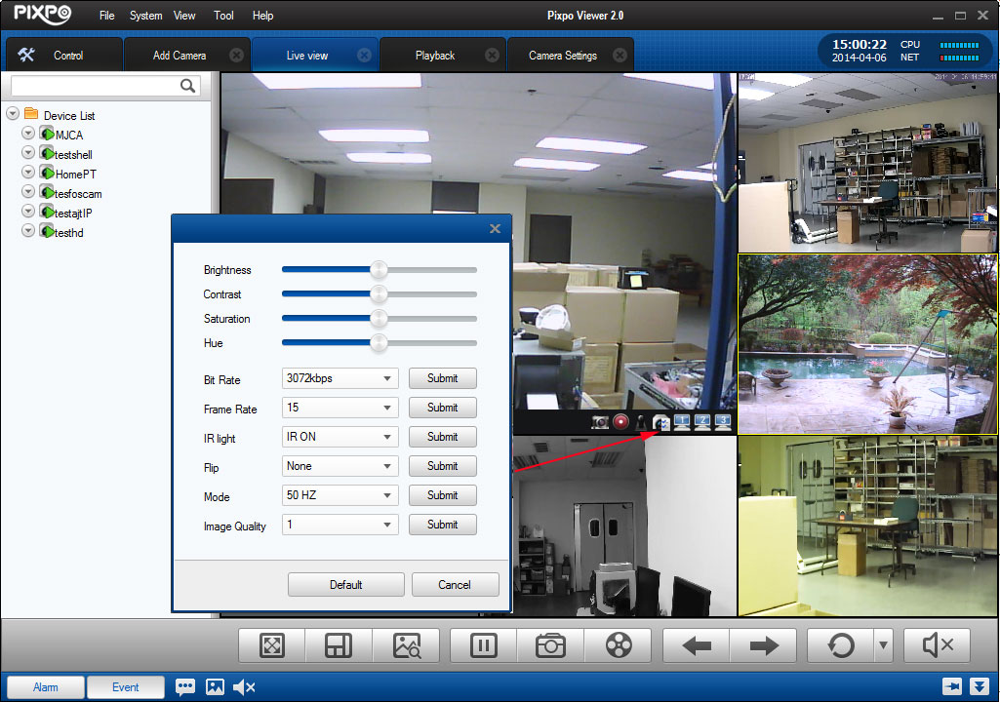 PIXPO File System View Tool Help Pixpo Viewer 2.0
Control Add Camera Live view Playback Camera Settings 15:00:22 CPU
2014-04-06 NET
Device List
MJCA
testshell
HomePT
tesfoscam
testajtIP
testhd
Brightness
Contrast
Saturation
Hue
Bit Rate 3072kbps Submit
Frame Rate 15 Submit
IR light IR ON Submit
Flip None Submit
Mode 50 HZ Submit
Image Quality 1 Submit
Default Cancel
1 2 3
Alarm Event